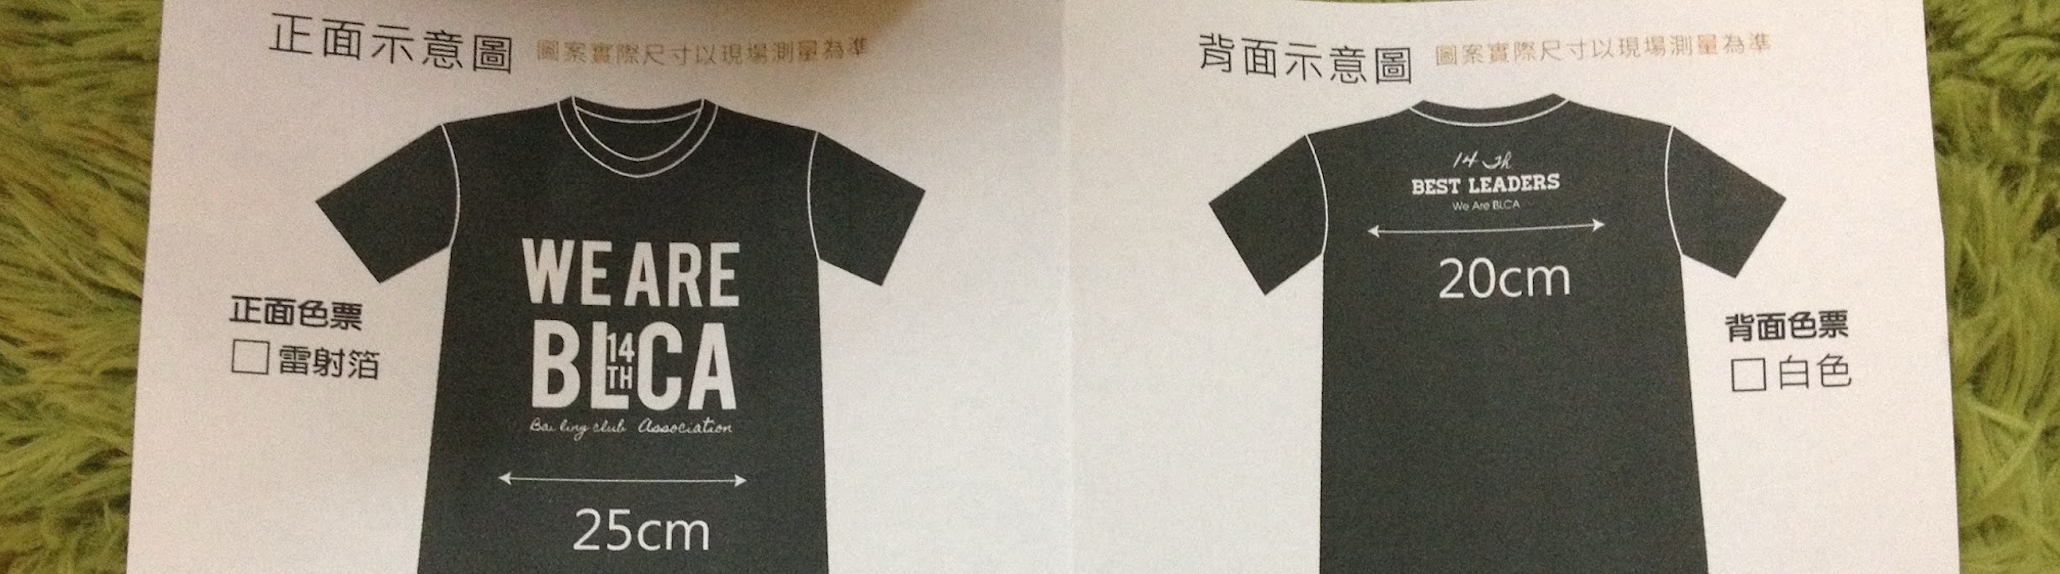 正面示意圖 圖案實際尺寸以現場測量為準
WE ARE
BLCA
14
TH
Bai ling club Association
25cm
正面色票
雷射箔
背面示意圖 圖案實際尺寸以現場測量為準
14 Th
BEST LEADERS
We Are BLCA
20cm
背面色票
白色